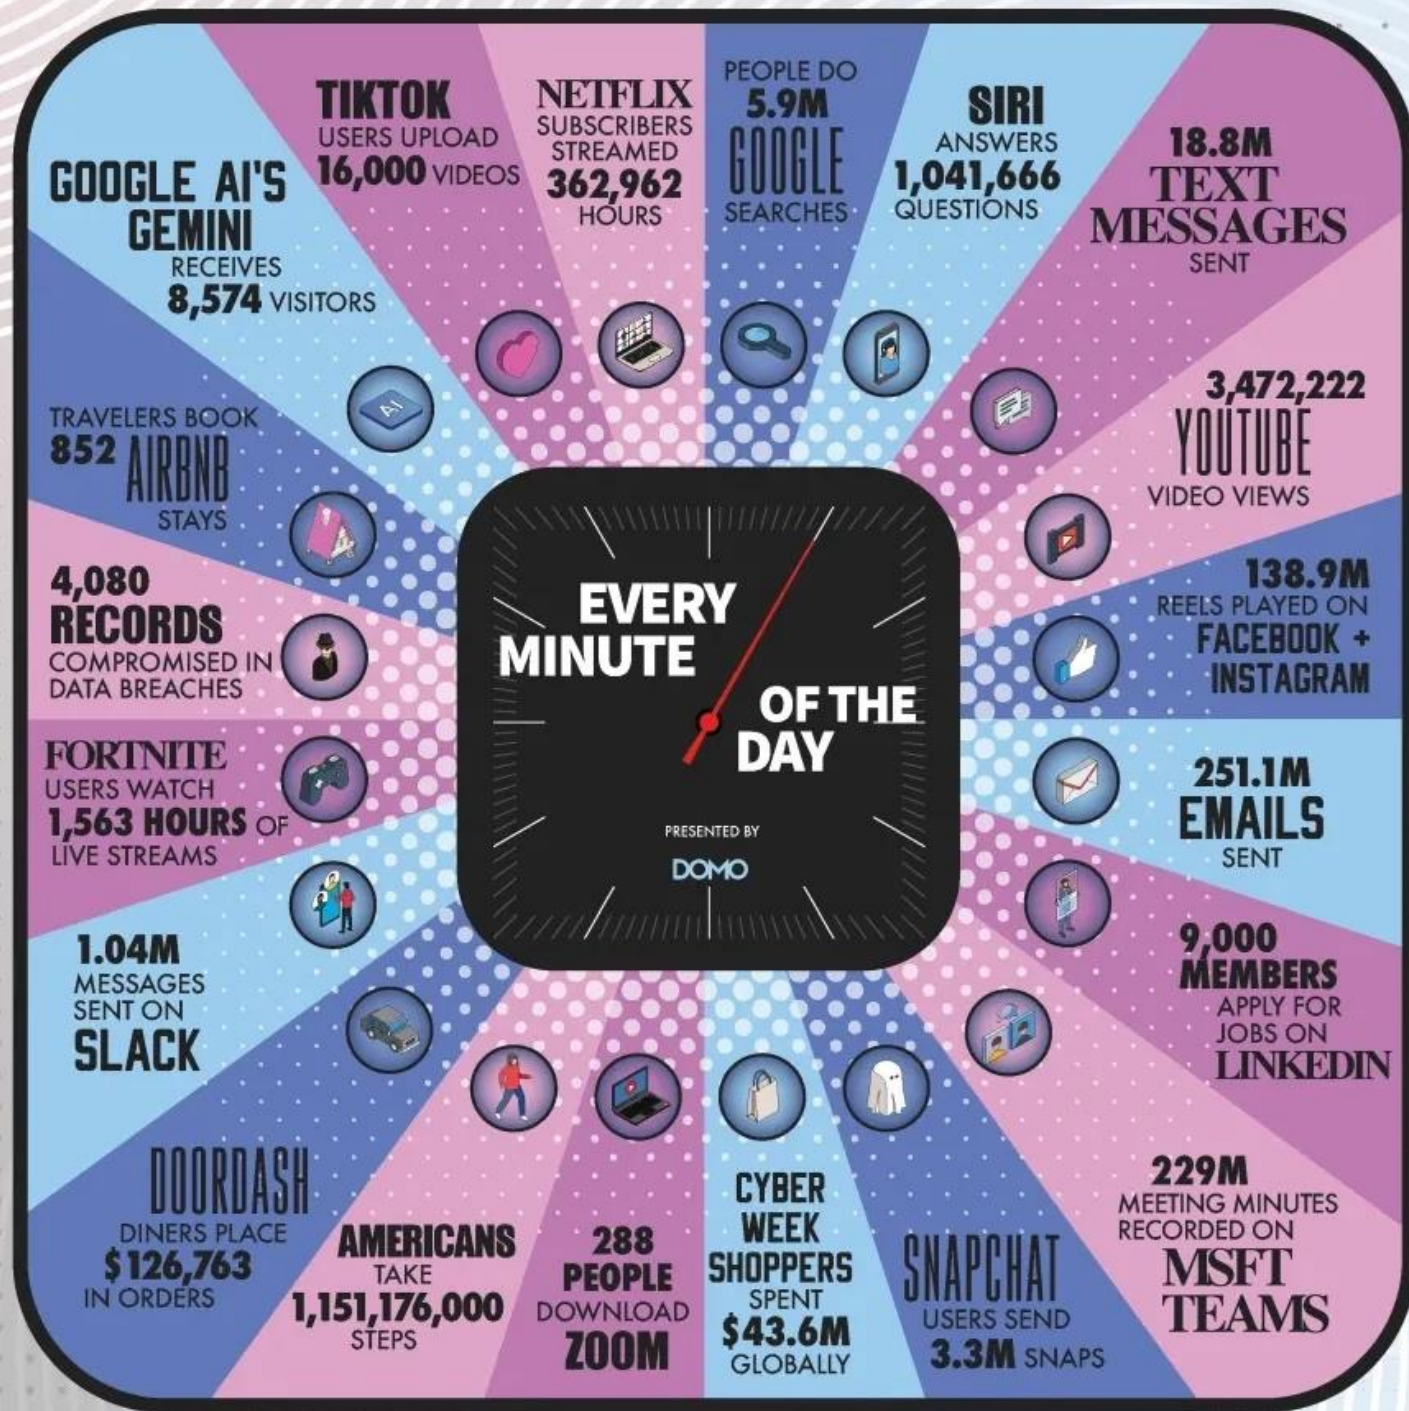 PEOPLE DO
5.9M
GOOGLE
SEARCHES
SIRI
ANSWERS
1,041,666
QUESTIONS
18.8M
TEXT
MESSAGES
SENT
3,472,222
YOUTUBE
VIDEO VIEWS
138.9M
REELS PLAYED ON
FACEBOOK +
INSTAGRAM
251.1M
EMAILS
SENT
9,000
MEMBERS
APPLY FOR
JOBS ON
LINKEDIN
229M
MEETING MINUTES
RECORDED ON
MSFT
TEAMS
SNAPCHAT
USERS SEND
3.3M SNAPS
CYBER
WEEK
SHOPPERS
SPENT
$43.6M
GLOBALLY
288
PEOPLE
DOWNLOAD
ZOOM
AMERICANS
TAKE
1,151,176,000
STEPS
DOORDASH
DINERS PLACE
$126,763
IN ORDERS
1.04M
MESSAGES
SENT ON
SLACK
FORTNITE
USERS WATCH
1,563 HOURS OF
LIVE STREAMS
4,080
RECORDS
COMPROMISED IN
DATA BREACHES
TRAVELERS BOOK
852 AIRBNB
STAYS
GOOGLE AI'S
GEMINI
RECEIVES
8,574 VISITORS
TIKTOK
USERS UPLOAD
16,000 VIDEOS
NETFLIX
SUBSCRIBERS
STREAMED
362,962
HOURS
AI
EVERY
MINUTE
OF THE
DAY
PRESENTED BY
DOMO